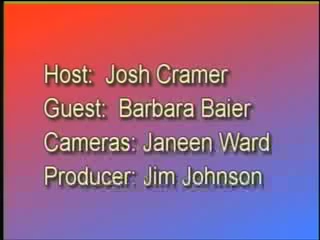 Host: Josh Cramer
Guest: Barbara Baier
Cameras: Janeen Ward
Producer: Jim Johnson